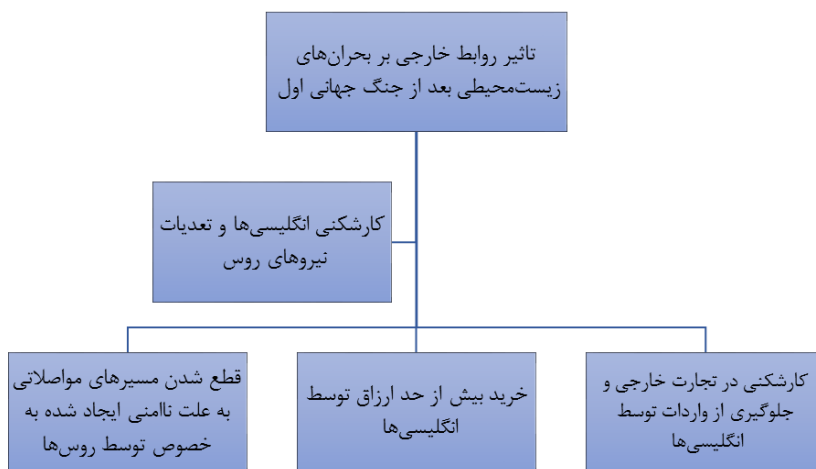 تاثیر روابط خارجی بر بحران‌های
زیست‌محیطی بعد از جنگ جهانی اول
کارشکنی انگلیسی‌ها و تعدیات
نیروهای روس
کارشکنی در تجارت خارجی و
جلوگیری از واردات توسط
انگلیسی‌ها
خرید بیش از حد ارزاق توسط
انگلیسی‌ها
قطع شدن مسیرهای مواصلاتی
به علت ناامنی ایجاد شده به
خصوص توسط روس‌ها